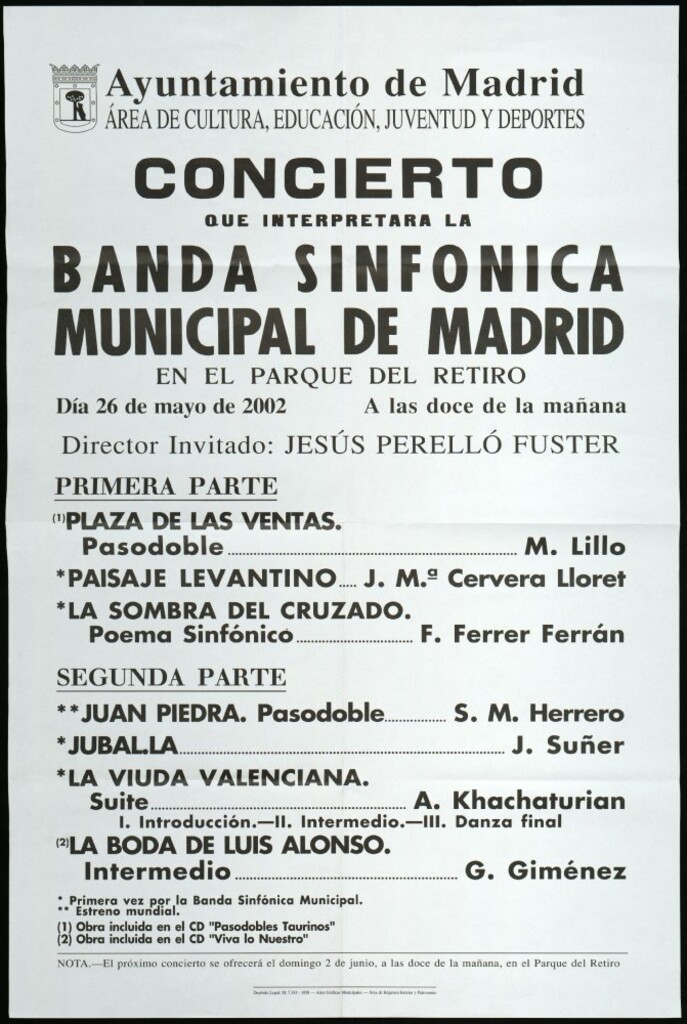 Ayuntamiento de Madrid
ÁREA DE CULTURA, EDUCACIÓN, JUVENTUD Y DEPORTES
CONCIERTO
QUE INTERPRETARA LA
BANDA SINFONICA
MUNICIPAL DE MADRID
EN EL PARQUE DEL RETIRO
Día 26 de mayo de 2002 A las doce de la mañana
Director Invitado: JESÚS PERELLÓ FUSTER
PRIMERA PARTE
(1)PLAZA DE LAS VENTAS.
Pasodoble.......... M. Lillo
*PAISAJE LEVANTINO..... J. M.ª Cervera Lloret
*LA SOMBRA DEL CRUZADO.
Poema Sinfónico.......... F. Ferrer Ferrán
SEGUNDA PARTE
**JUAN PIEDRA. Pasodoble.......... S. M. Herrero
*JUBAL.LA.......... J. Suñer
*LA VIUDA VALENCIANA.
Suite.......... A. Khachaturian
I. Introducción.—II. Intermedio.—III. Danza final
(2)LA BODA DE LUIS ALONSO.
Intermedio.......... G. Giménez
* Primera vez por la Banda Sinfónica Municipal.
** Estreno mundial.
(1) Obra incluida en el CD "Pasodobles Taurinos"
(2) Obra incluida en el CD "Viva lo Nuestro"
NOTA.—El próximo concierto se ofrecerá el domingo 2 de junio, a las doce de la mañana, en el Parque del Retiro